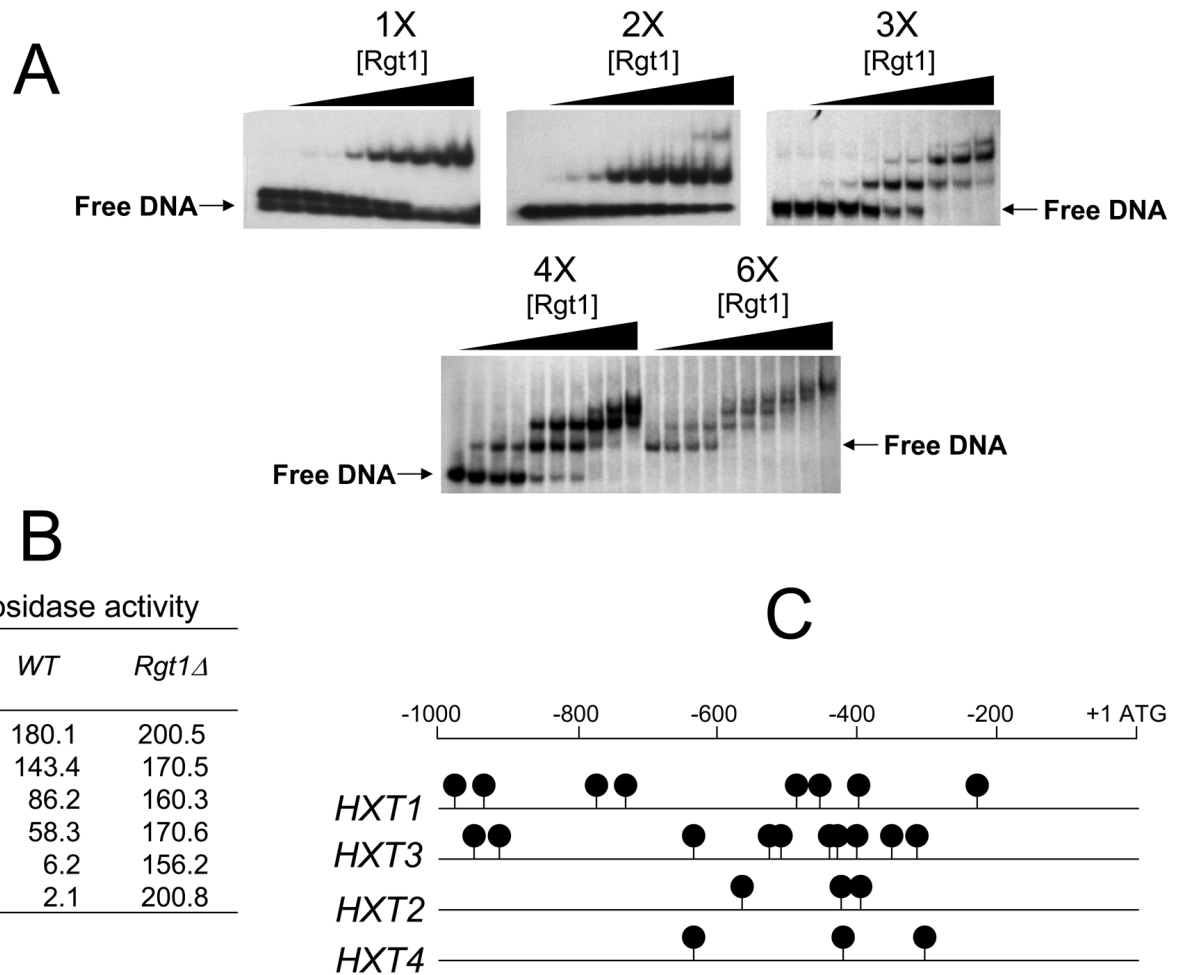 A
1X
[Rgt1]
2X
[Rgt1]
3X
[Rgt1]
Free DNA
Free DNA
4X
[Rgt1]
6X
[Rgt1]
Free DNA
Free DNA
B
osidase activity
WT Rgt1Δ
180.1 200.5
143.4 170.5
86.2 160.3
58.3 170.6
6.2 156.2
2.1 200.8
C
-1000 -800 -600 -400 -200 +1 ATG
HXT1
HXT3
HXT2
HXT4